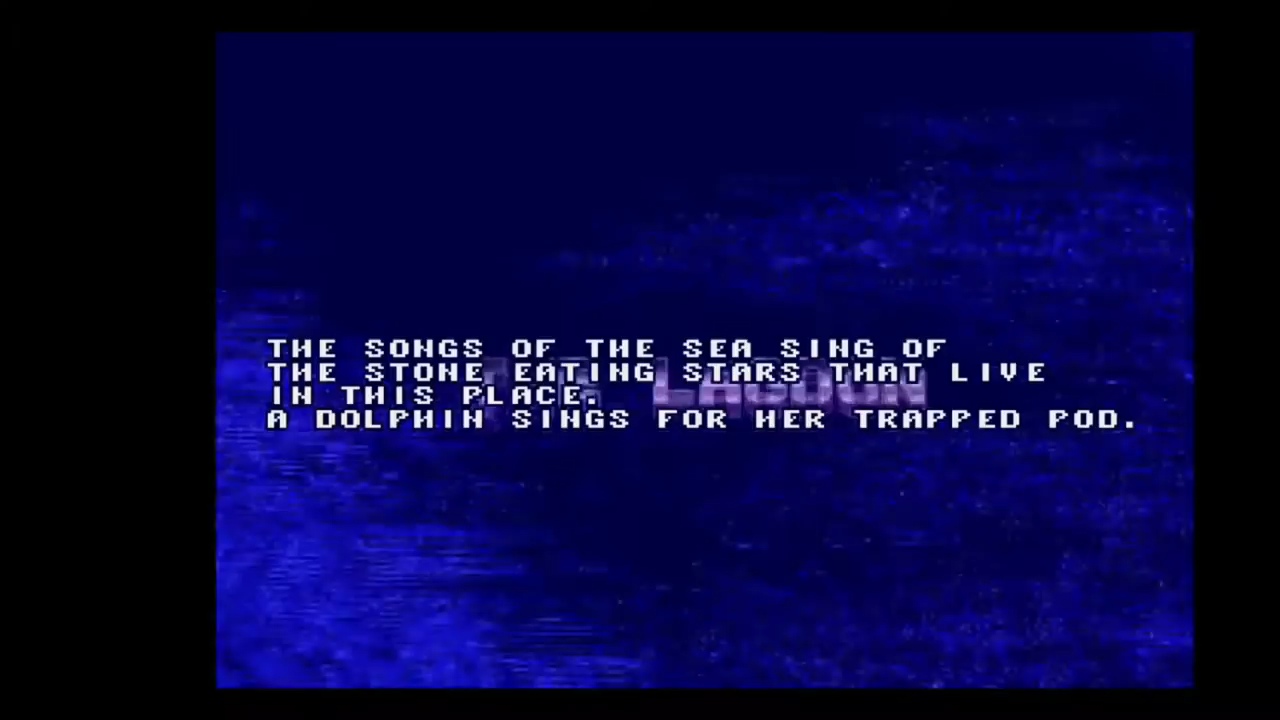 THE SONGS OF THE SEA SING OF
THE STONE EATING STARS THAT LIVE
IN THIS PLACE.
A DOLPHIN SINGS FOR HER TRAPPED POD.
LAGOON